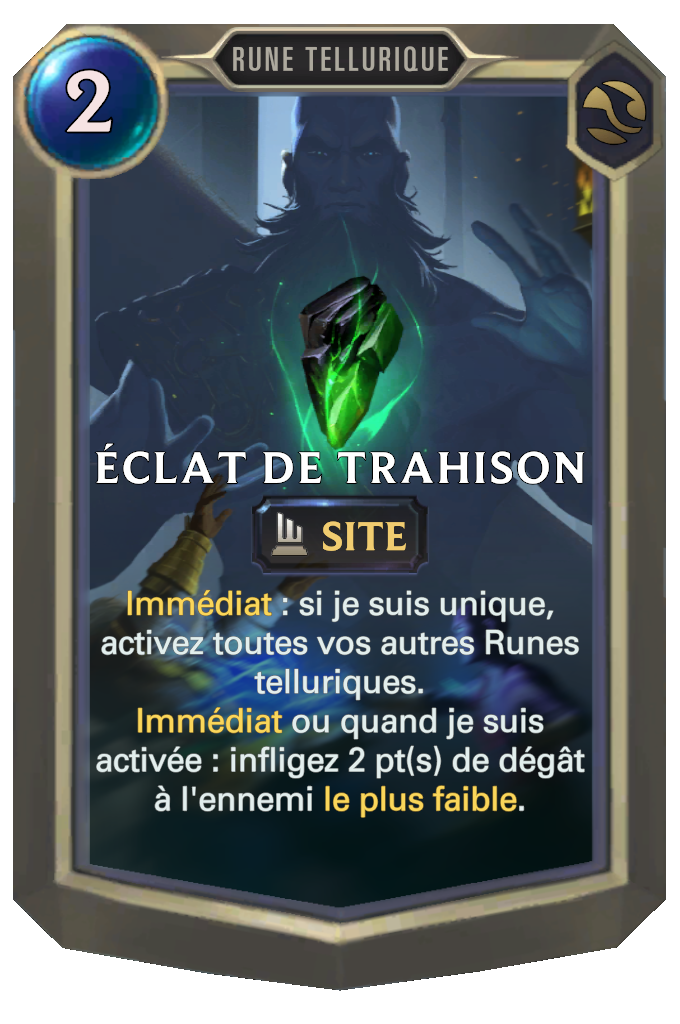 RUNE TELLURIQUE
2
ÉCLAT DE TRAHISON
SITE
Immédiat : si je suis unique,
activez toutes vos autres Runes
telluriques.
Immédiat ou quand je suis
activée : infligez 2 pt(s) de dégât
à l'ennemi le plus faible.